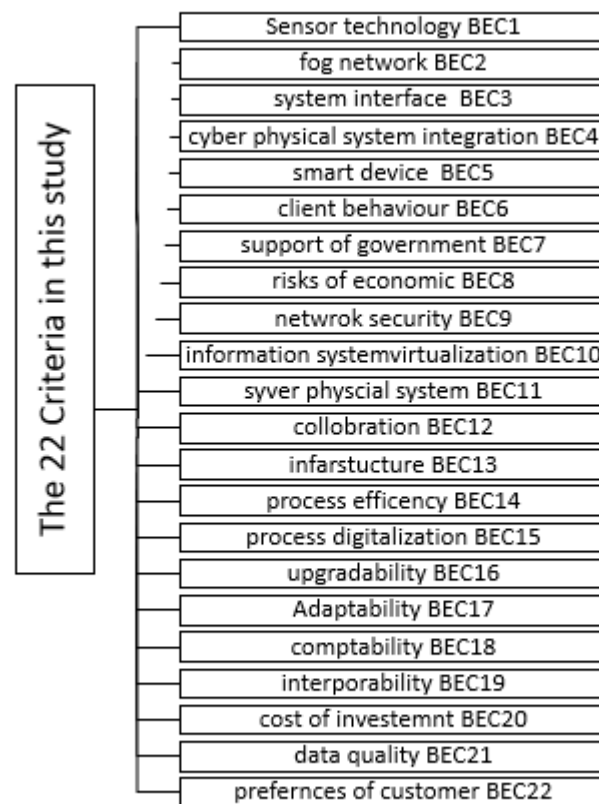 The 22 Criteria in this study
Sensor technology BEC1
fog network BEC2
system interface BEC3
cyber physical system integration BEC4
smart device BEC5
client behaviour BEC6
support of government BEC7
risks of economic BEC8
netwrok security BEC9
information systemvirtualization BEC10
syver physcial system BEC11
collobration BEC12
infarstucture BEC13
process efficency BEC14
process digitalization BEC15
upgradability BEC16
Adaptability BEC17
comptability BEC18
interporability BEC19
cost of investemnt BEC20
data quality BEC21
prefernces of customer BEC22